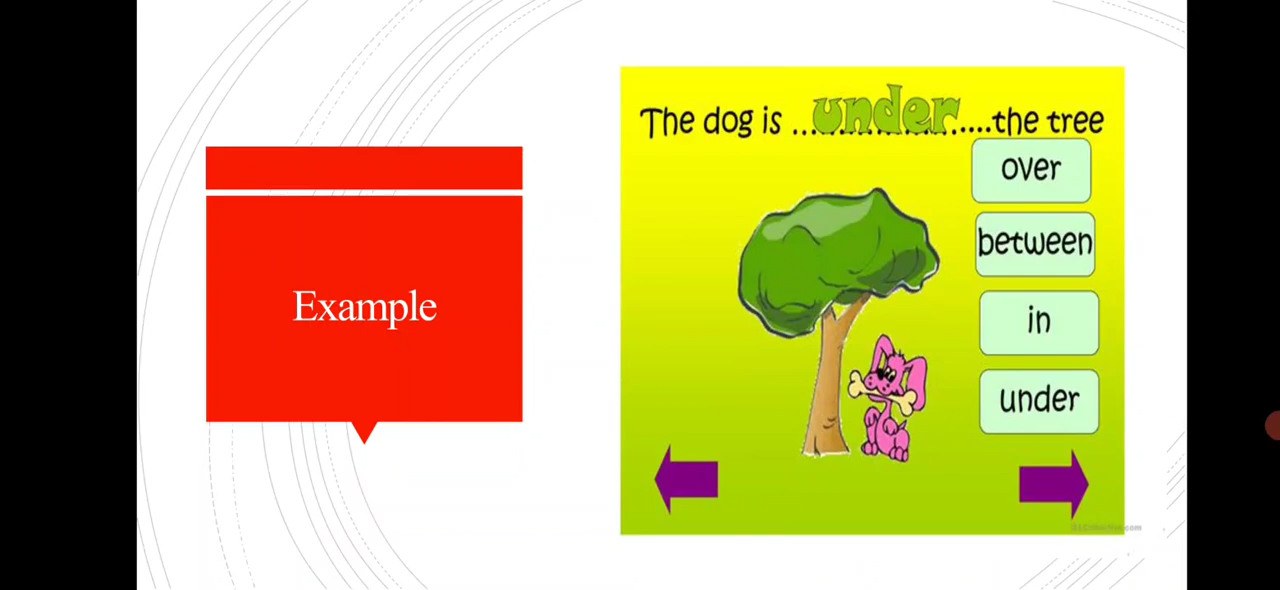 Example
The dog is ....under....the tree
over
between
in
under